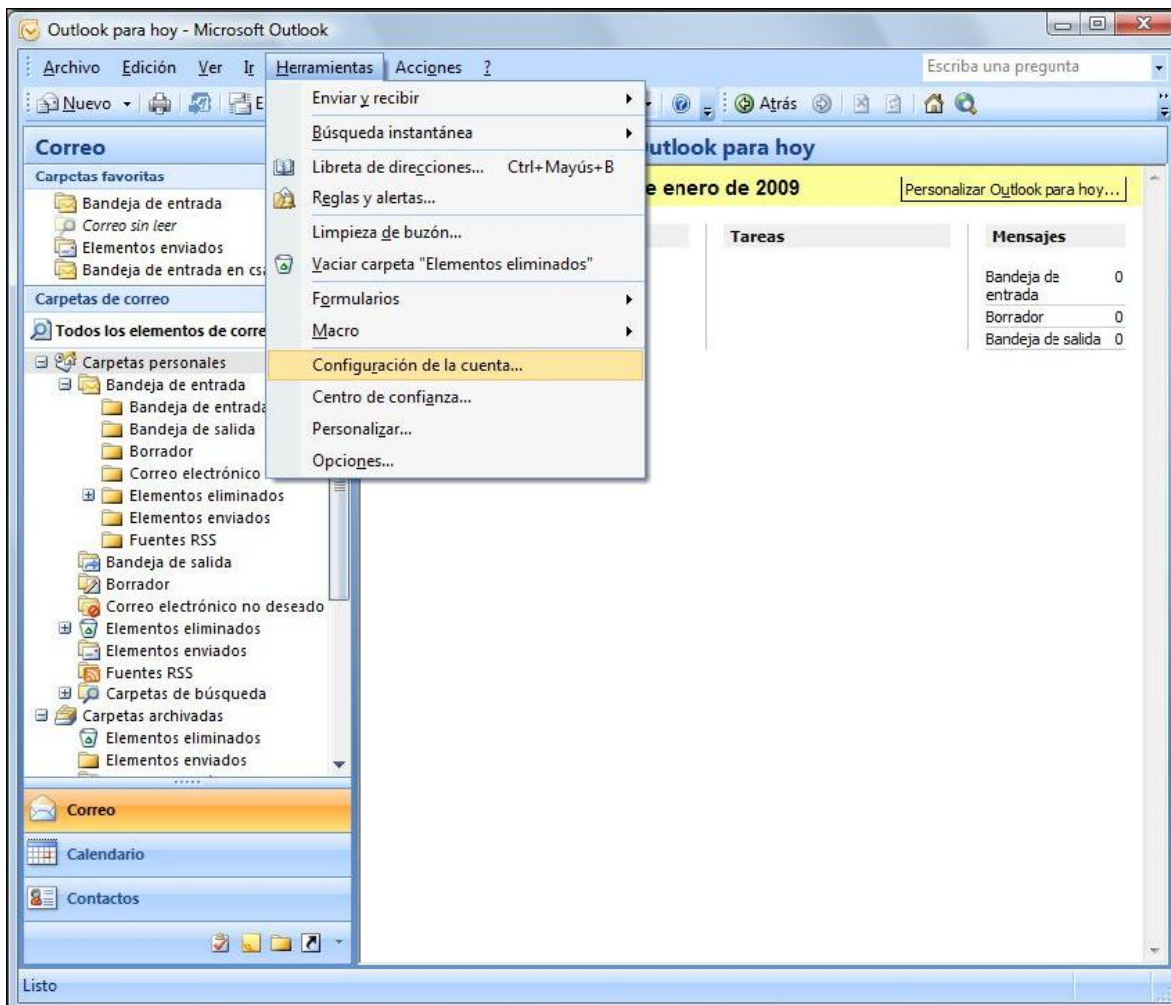 Outlook para hoy - Microsoft Outlook
Archivo Edición Ver Ir Herramientas Acciones ? Escriba una pregunta
Nuevo E Atrás
Enviar y recibir
Búsqueda instantánea
Libreta de direcciones... Ctrl+Mayús+B
Reglas y alertas...
Limpieza de buzón...
Vaciar carpeta "Elementos eliminados"
Formularios
Macro
Configuración de la cuenta...
Centro de confianza...
Personalizar...
Opciones...
Correo
Carpetas favoritas
Bandeja de entrada
Correo sin leer
Elementos enviados
Bandeja de entrada en csa
Carpetas de correo
Todos los elementos de corre
Carpetas personales
Bandeja de entrada
Bandeja de entrada
Bandeja de salida
Borrador
Correo electrónico
Elementos eliminados
Elementos enviados
Fuentes RSS
Bandeja de salida
Borrador
Correo electrónico no deseado
Elementos eliminados
Elementos enviados
Fuentes RSS
Carpetas de búsqueda
Carpetas archivadas
Elementos eliminados
Elementos enviados
Correo
Calendario
Contactos
utlook para hoy
e enero de 2009 Personalizar Outlook para hoy...
Tareas
Mensajes
Bandeja de entrada 0
Borrador 0
Bandeja de salida 0
Listo